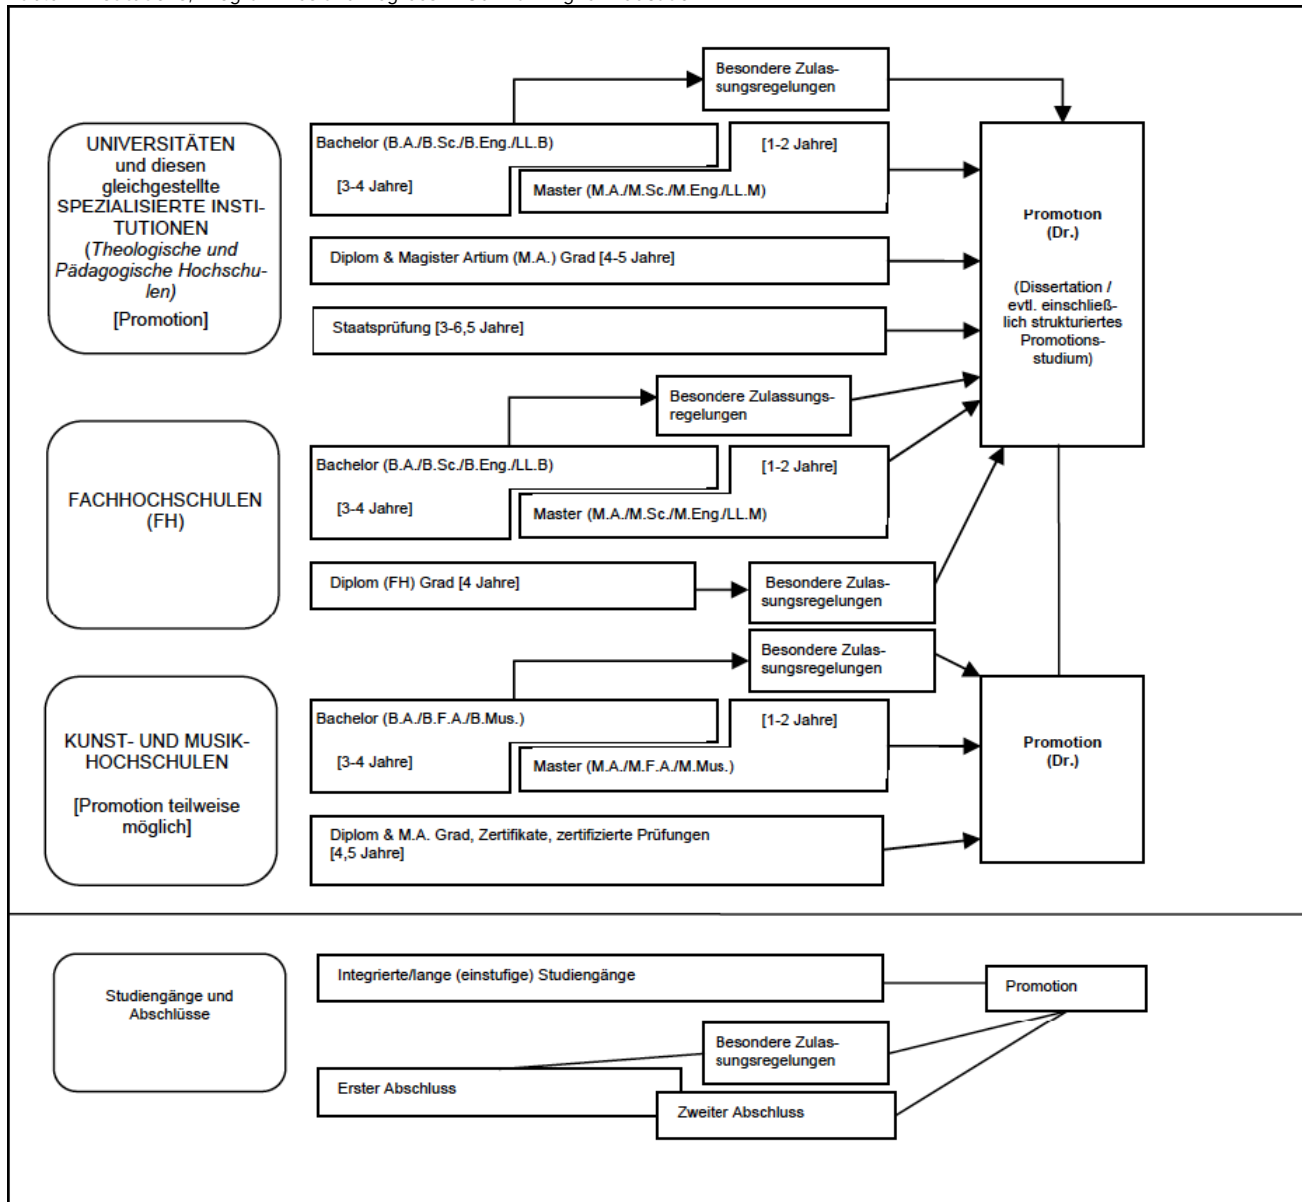 Besondere Zulas-
sungsregelungen
UNIVERSITÄTEN
und diesen
gleichgestellte
SPEZIALISIERTE INSTI-
TUTIONEN
(Theologische und
Pädagogische Hochschu-
len)
[Promotion]
Bachelor (B.A./B.Sc./B.Eng./LL.B)
[3-4 Jahre]
[1-2 Jahre]
Master (M.A./M.Sc./M.Eng./LL.M)
Diplom & Magister Artium (M.A.) Grad [4-5 Jahre]
Staatsprüfung [3-6,5 Jahre]
Promotion
(Dr.)
(Dissertation /
evtl. einschließ-
lich strukturiertes
Promotions-
studium)
Besondere Zulassungs-
regelungen
FACHHOCHSCHULEN
(FH)
Bachelor (B.A./B.Sc./B.Eng./LL.B)
[3-4 Jahre]
[1-2 Jahre]
Master (M.A./M.Sc./M.Eng./LL.M)
Diplom (FH) Grad [4 Jahre]
Besondere Zulas-
sungsregelungen
Besondere Zulas-
sungsregelungen
KUNST- UND MUSIK-
HOCHSCHULEN
[Promotion teilweise
möglich]
Bachelor (B.A./B.F.A./B.Mus.)
[3-4 Jahre]
[1-2 Jahre]
Master (M.A./M.F.A./M.Mus.)
Diplom & M.A. Grad, Zertifikate, zertifizierte Prüfungen
[4,5 Jahre]
Promotion
(Dr.)
Studiengänge und
Abschlüsse
Integrierte/lange (einstufige) Studiengänge
Promotion
Besondere Zulas-
sungsregelungen
Erster Abschluss
Zweiter Abschluss